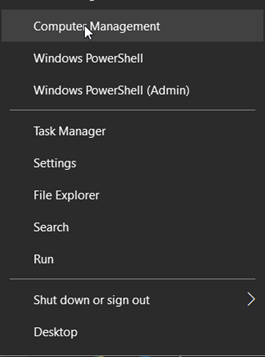 Computer Management
Windows PowerShell
Windows PowerShell (Admin)
Task Manager
Settings
File Explorer
Search
Run
Shut down or sign out
Desktop